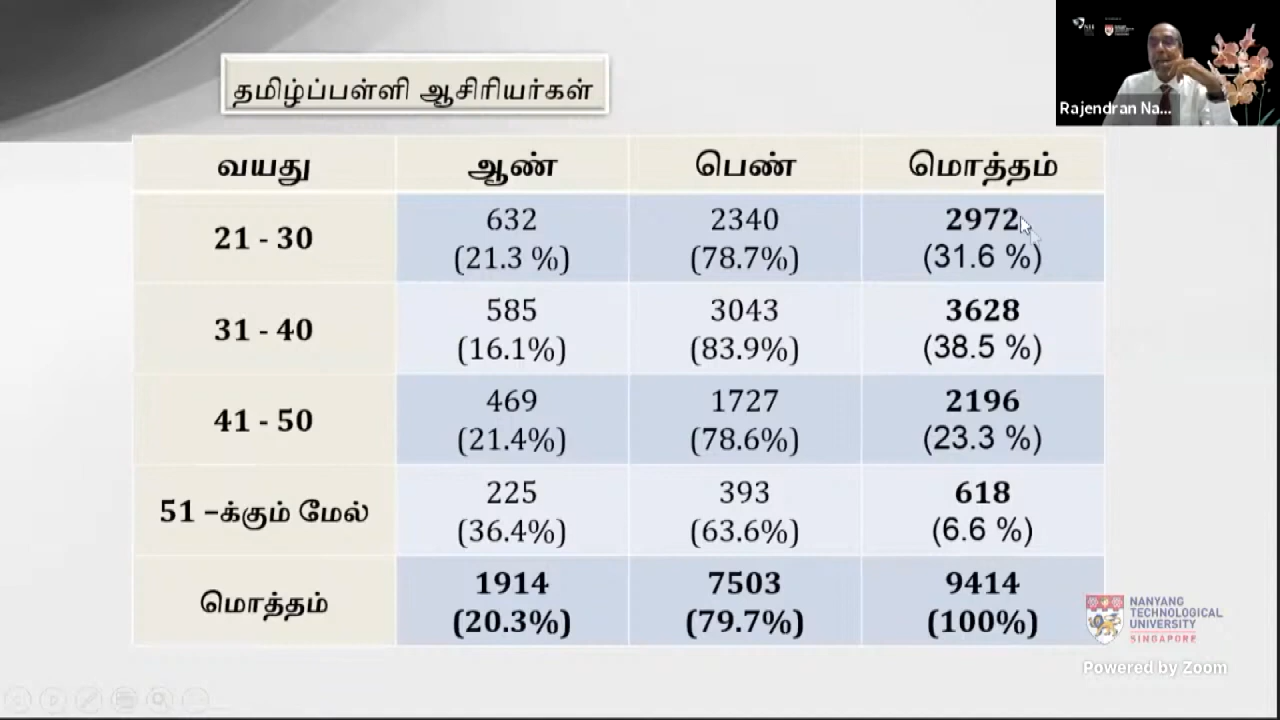 Rajendran Na...
தமிழ்ப்பள்ளி ஆசிரியர்கள்
வயது ஆண் பெண் மொத்தம்
21 - 30 632 (21.3 %) 2340 (78.7%) 2972 (31.6 %)
31 - 40 585 (16.1%) 3043 (83.9%) 3628 (38.5 %)
41 - 50 469 (21.4%) 1727 (78.6%) 2196 (23.3 %)
51 –க்கும் மேல் 225 (36.4%) 393 (63.6%) 618 (6.6 %)
மொத்தம் 1914 (20.3%) 7503 (79.7%) 9414 (100%)
NANYANG
TECHNOLOGICAL
UNIVERSITY
SINGAPORE
Powered by Zoom